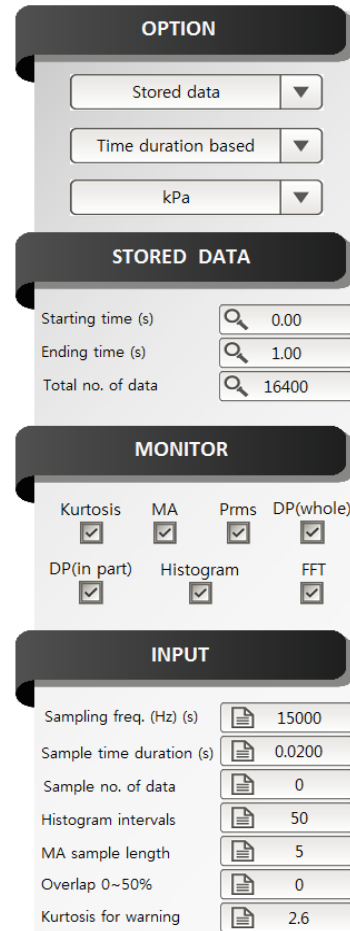 OPTION
Stored data
Time duration based
kPa
STORED DATA
Starting time (s) 0.00
Ending time (s) 1.00
Total no. of data 16400
MONITOR
Kurtosis MA Prms DP(whole)
DP(in part) Histogram FFT
INPUT
Sampling freq. (Hz) (s) 15000
Sample time duration (s) 0.0200
Sample no. of data 0
Histogram intervals 50
MA sample length 5
Overlap 0~50% 0
Kurtosis for warning 2.6